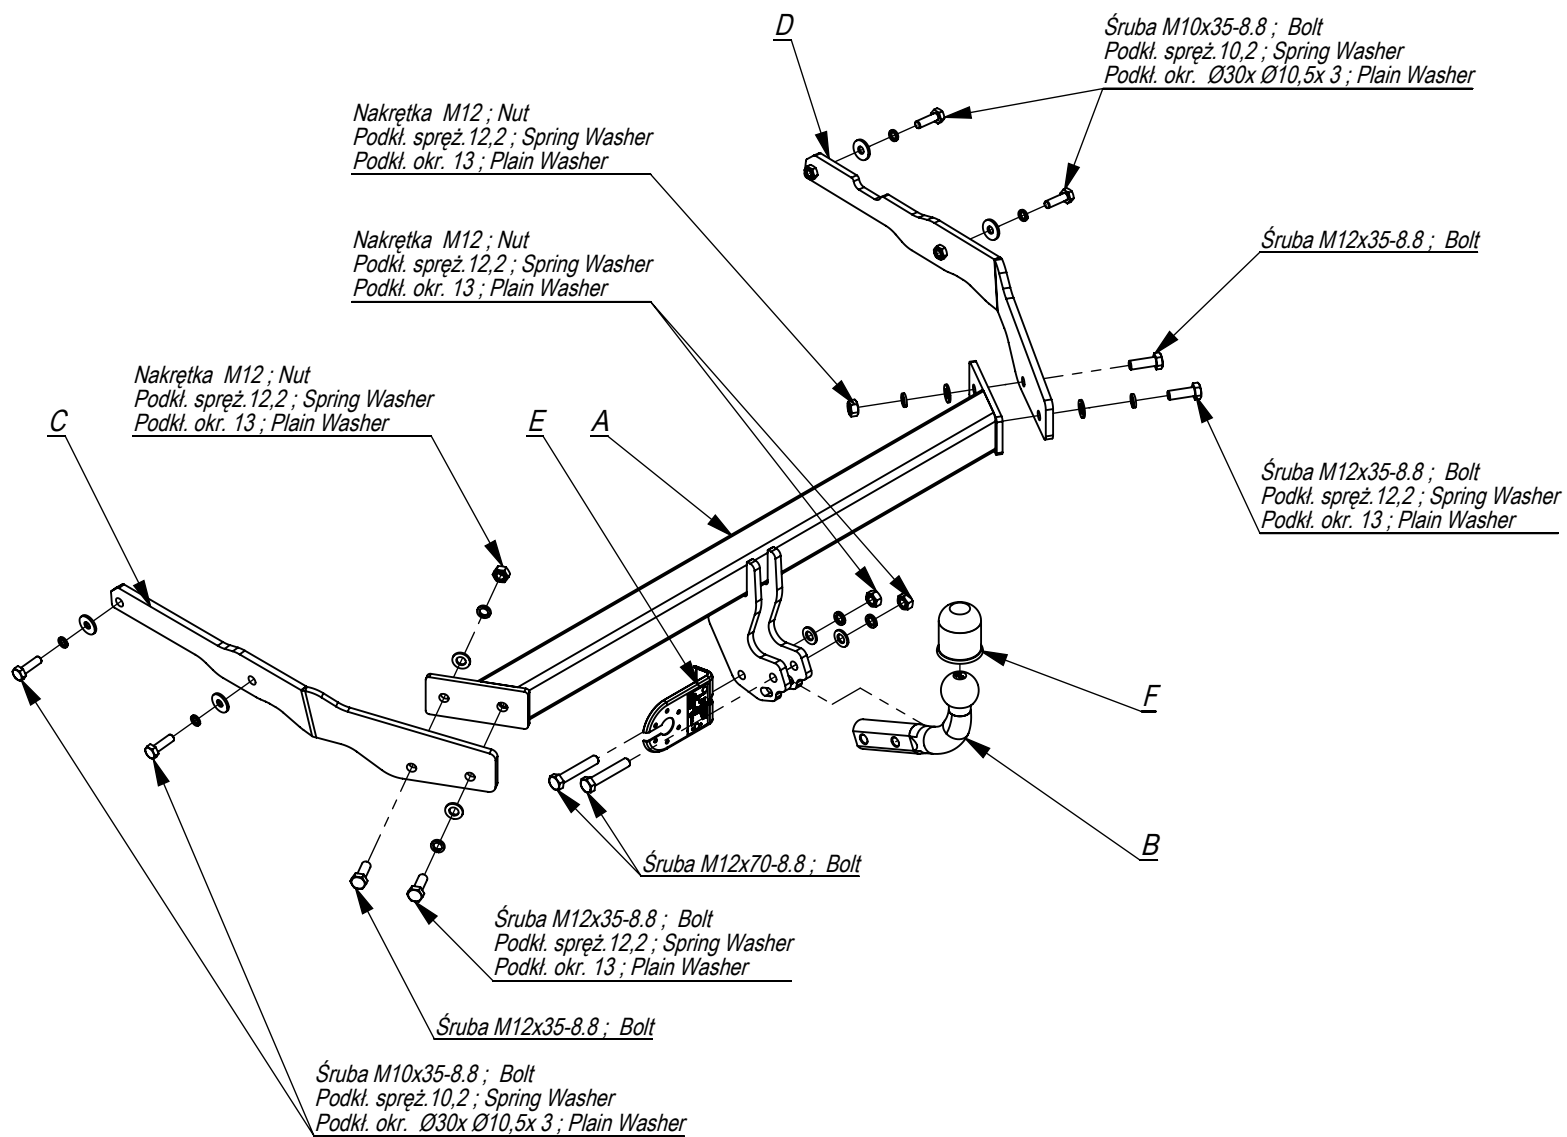 D
Śruba M10x35-8.8 ; Bolt
Podkł. spręż.10,2 ; Spring Washer
Podkł. okr. Ø30x Ø10,5x 3 ; Plain Washer
Nakrętka M12 ; Nut
Podkł. spręż.12,2 ; Spring Washer
Podkł. okr. 13 ; Plain Washer
Nakrętka M12 ; Nut
Podkł. spręż.12,2 ; Spring Washer
Podkł. okr. 13 ; Plain Washer
Śruba M12x35-8.8 ; Bolt
Nakrętka M12 ; Nut
Podkł. spręż.12,2 ; Spring Washer
Podkł. okr. 13 ; Plain Washer
C
E
A
Śruba M12x35-8.8 ; Bolt
Podkł. spręż.12,2 ; Spring Washer
Podkł. okr. 13 ; Plain Washer
F
B
Śruba M12x70-8.8 ; Bolt
Śruba M12x35-8.8 ; Bolt
Podkł. spręż.12,2 ; Spring Washer
Podkł. okr. 13 ; Plain Washer
Śruba M12x35-8.8 ; Bolt
Śruba M10x35-8.8 ; Bolt
Podkł. spręż.10,2 ; Spring Washer
Podkł. okr. Ø30x Ø10,5x 3 ; Plain Washer